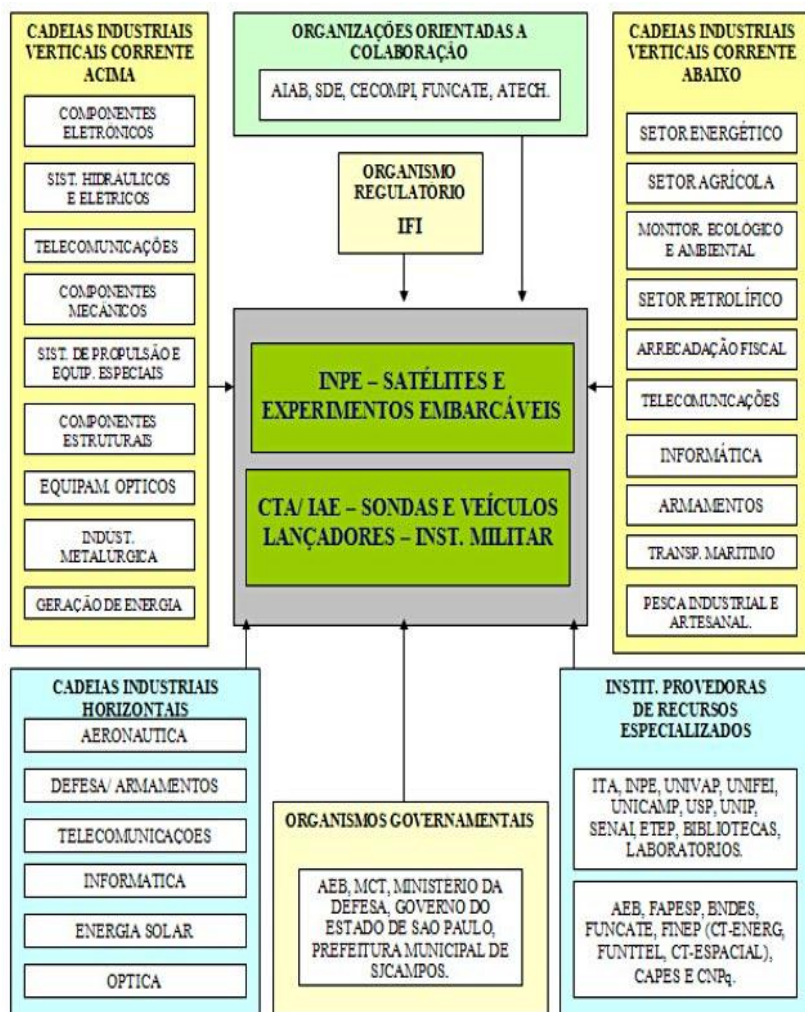 CADEIAS INDUSTRIAIS
VERTICAIS CORRENTE
ACIMA
COMPONENTES
ELETRÔNICOS
SIST. HIDRAULICOS
E ELETRICOS
TELECOMUNICAÇÕES
COMPONENTES
MECÂNICOS
SIST. DE PROPULSÃO E
EQUIP. ESPECIAIS
COMPONENTES
ESTRUTURAIS
EQUIPAM. OPTICOS
INDUST.
METALURGICA
GERAÇÃO DE ENERGIA
ORGANIZAÇÕES ORIENTADAS A
COLABORAÇÃO
AIAB, SDE, CECOMPI, FUNCATE, ATECH.
ORGANISMO
REGULATÓRIO
IFI
INPE – SATÉLITES E
EXPERIMENTOS EMBARCÁVEIS
CTA/ IAE – SONDAS E VEÍCULOS
LANÇADORES – INST. MILITAR
CADEIAS INDUSTRIAIS
VERTICAIS CORRENTE
ABAIXO
SETOR ENERGÉTICO
SETOR AGRÍCOLA
MONITOR. ECOLÓGICO
E AMBIENTAL
SETOR PETROLÍFICO
ARRECADAÇÃO FISCAL
TELECOMUNICAÇÕES
INFORMÁTICA
ARMAMENTOS
TRANSP. MARITIMO
PESCA INDUSTRIAL E
ARTESANAL.
CADEIAS INDUSTRIAIS
HORIZONTAIS
AERONAUTICA
DEFESA/ ARMAMENTOS
TELECOMUNICAÇOES
INFORMATICA
ENERGIA SOLAR
OPTICA
ORGANISMOS GOVERNAMENTAIS
AEB, MCT, MINISTÉRIO DA
DEFESA, GOVERNO DO
ESTADO DE SAO PAULO,
PREFEITURA MUNICIPAL DE
SJCAMPOS.
INSTIT. PROVEDORAS
DE RECURSOS
ESPECIALIZADOS
ITA, INPE, UNIVAP, UNIFEI,
UNICAMP, USP, UNIP,
SENAI, ETEP, BIBLIOTECAS,
LABORATORIOS.
AEB, FAPESP, BNDES,
FUNCATE, FINEP (CT-ENERG,
FUNTTEL, CT-ESPACIAL),
CAPES E CNPq.